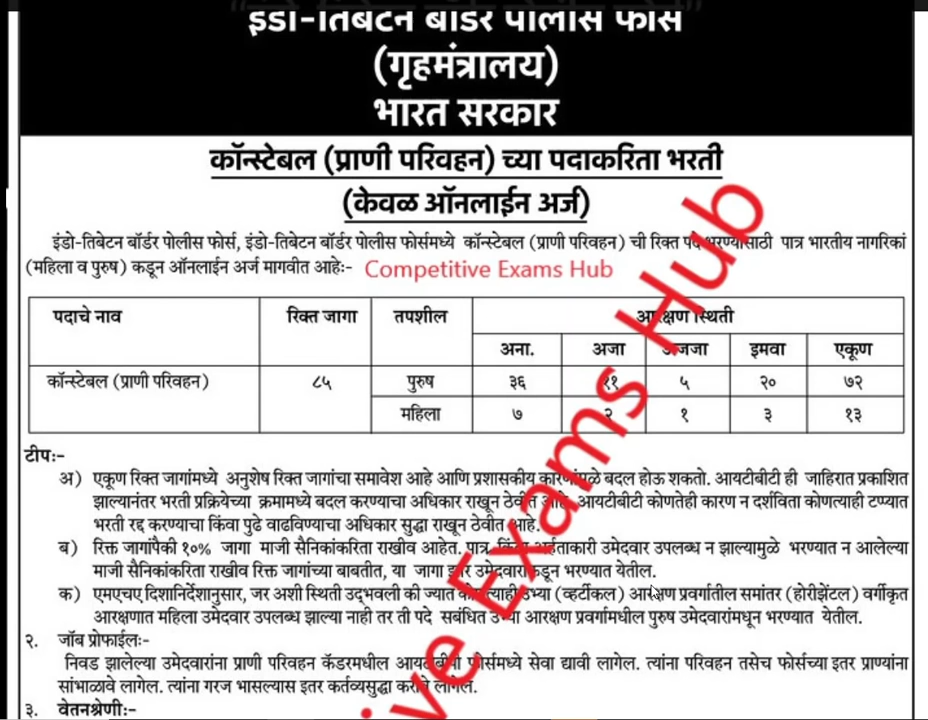 इंडो-तिबेटन बॉर्डर पोलीस फोर्स
(गृहमंत्रालय)
भारत सरकार
कॉन्स्टेबल (प्राणी परिवहन) च्या पदाकरिता भरती
(केवळ ऑनलाईन अर्ज)
इंडो-तिबेटन बॉर्डर पोलीस फोर्स, इंडो-तिबेटन बॉर्डर पोलीस फोर्समध्ये कॉन्स्टेबल (प्राणी परिवहन) ची रिक्त पदे भरण्यासाठी पात्र भारतीय नागरिकां
(महिला व पुरुष) कडून ऑनलाईन अर्ज मागवीत आहे:- Competitive Exams Hub
पदाचे नाव रिक्त जागा तपशील आरक्षण स्थिती
अना. अजा अजजा इमवा एकूण
कॉन्स्टेबल (प्राणी परिवहन) ८५ पुरुष ३६ ११ ५ २० ७२
महिला ७ २ १ ३ १३
टीप:-
अ) एकूण रिक्त जागांमध्ये अनुशेष रिक्त जागांचा समावेश आहे आणि प्रशासकीय कारणांमुळे बदल होऊ शकतो. आयटीबीटी ही जाहिरात प्रकाशित
झाल्यानंतर भरती प्रक्रियेच्या क्रमामध्ये बदल करण्याचा अधिकार राखून ठेवीत आहे. आयटीबीटी कोणतेही कारण न दर्शविता कोणत्याही टप्प्यात
भरती रद्द करण्याचा किंवा पुढे वाढविण्याचा अधिकार सुद्धा राखून ठेवीत आहे.
ब) रिक्त जागांपैकी १०% जागा माजी सैनिकांकरिता राखीव आहेत. पात्र किंवा अर्हताकारी उमेदवार उपलब्ध न झाल्यामुळे भरण्यात न आलेल्या
माजी सैनिकांकरिता राखीव रिक्त जागांच्या बाबतीत, या जागा इतर उमेदवारांकडून भरण्यात येतील.
क) एमएचए दिशानिर्देशानुसार, जर अशी स्थिती उद्भवली की ज्यात कोणत्याही उभ्या (व्हर्टीकल) आरक्षण प्रवर्गातील समांतर (होरीझेंटल) वर्गीकृत
आरक्षणात महिला उमेदवार उपलब्ध झाल्या नाही तर ती पदे सबंधित उभ्या आरक्षण प्रवर्गामधील पुरुष उमेदवारांमधून भरण्यात येतील.
२. जॉब प्रोफाईल:-
निवड झालेल्या उमेदवारांना प्राणी परिवहन कॅडरमधील आयटीबीपी फोर्समध्ये सेवा द्यावी लागेल. त्यांना परिवहन तसेच फोर्सच्या इतर प्राण्यांना
सांभाळावे लागेल. त्यांना गरज भासल्यास इतर कर्तव्यसुद्धा करावे लागेल.
३. वेतनश्रेणी:-
ive Exams Hub